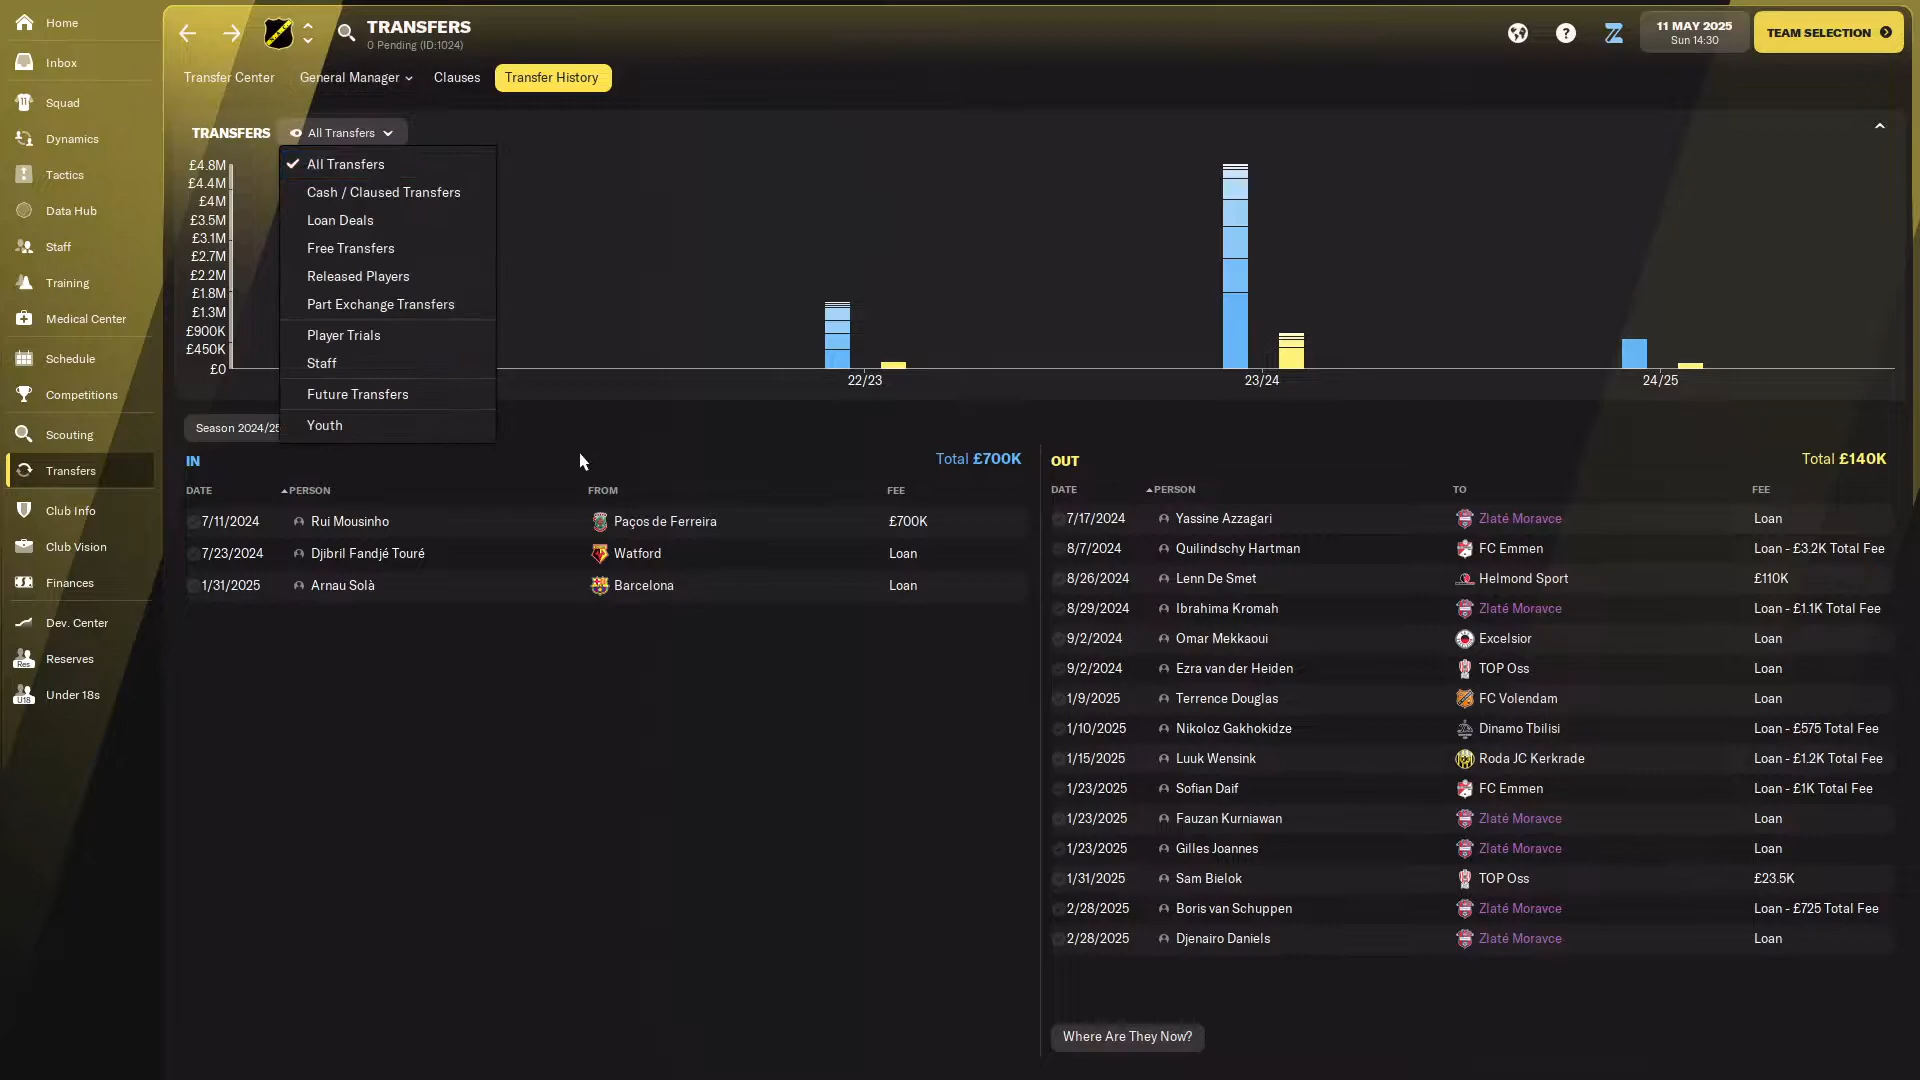 Home
Inbox
Squad
Dynamics
Tactics
Data Hub
Staff
Training
Medical Center
Schedule
Competitions
Scouting
Transfers
Club Info
Club Vision
Finances
Dev. Center
Res
Reserves
U18
Under 18s
TRANSFERS
0 Pending (ID:1024)
11 MAY 2025
Sun 14:30
TEAM SELECTION
Transfer Center
General Manager
Clauses
Transfer History
TRANSFERS
All Transfers
All Transfers
Cash / Claused Transfers
Loan Deals
Free Transfers
Released Players
Part Exchange Transfers
Player Trials
Staff
Future Transfers
Youth
£4.8M
£4.4M
£4M
£3.5M
£3.1M
£2.7M
£2.2M
£1.8M
£1.3M
£900K
£450K
£0
22/23
23/24
24/25
Season 2024/25
IN
Total £700K
DATE PERSON FROM FEE
7/11/2024 Rui Mousinho Paços de Ferreira £700K
7/23/2024 Djibril Fandjé Touré Watford Loan
1/31/2025 Arnau Solà Barcelona Loan
OUT
Total £140K
DATE PERSON TO FEE
7/17/2024 Yassine Azzagari Zlaté Moravce Loan
8/7/2024 Quilindschy Hartman FC Emmen Loan - £3.2K Total Fee
8/26/2024 Lenn De Smet Helmond Sport £110K
8/29/2024 Ibrahima Kromah Zlaté Moravce Loan - £1.1K Total Fee
9/2/2024 Omar Mekkaoui Excelsior Loan
9/2/2024 Ezra van der Heiden TOP Oss Loan
1/9/2025 Terrence Douglas FC Volendam Loan
1/10/2025 Nikoloz Gakhokidze Dinamo Tbilisi Loan - £575 Total Fee
1/15/2025 Luuk Wensink Roda JC Kerkrade Loan - £1.2K Total Fee
1/23/2025 Sofian Daif FC Emmen Loan - £1K Total Fee
1/23/2025 Fauzan Kurniawan Zlaté Moravce Loan
1/23/2025 Gilles Joannes Zlaté Moravce Loan
1/31/2025 Sam Bielok TOP Oss £23.5K
2/28/2025 Boris van Schuppen Zlaté Moravce Loan - £725 Total Fee
2/28/2025 Djenairo Daniels Zlaté Moravce Loan
Where Are They Now?